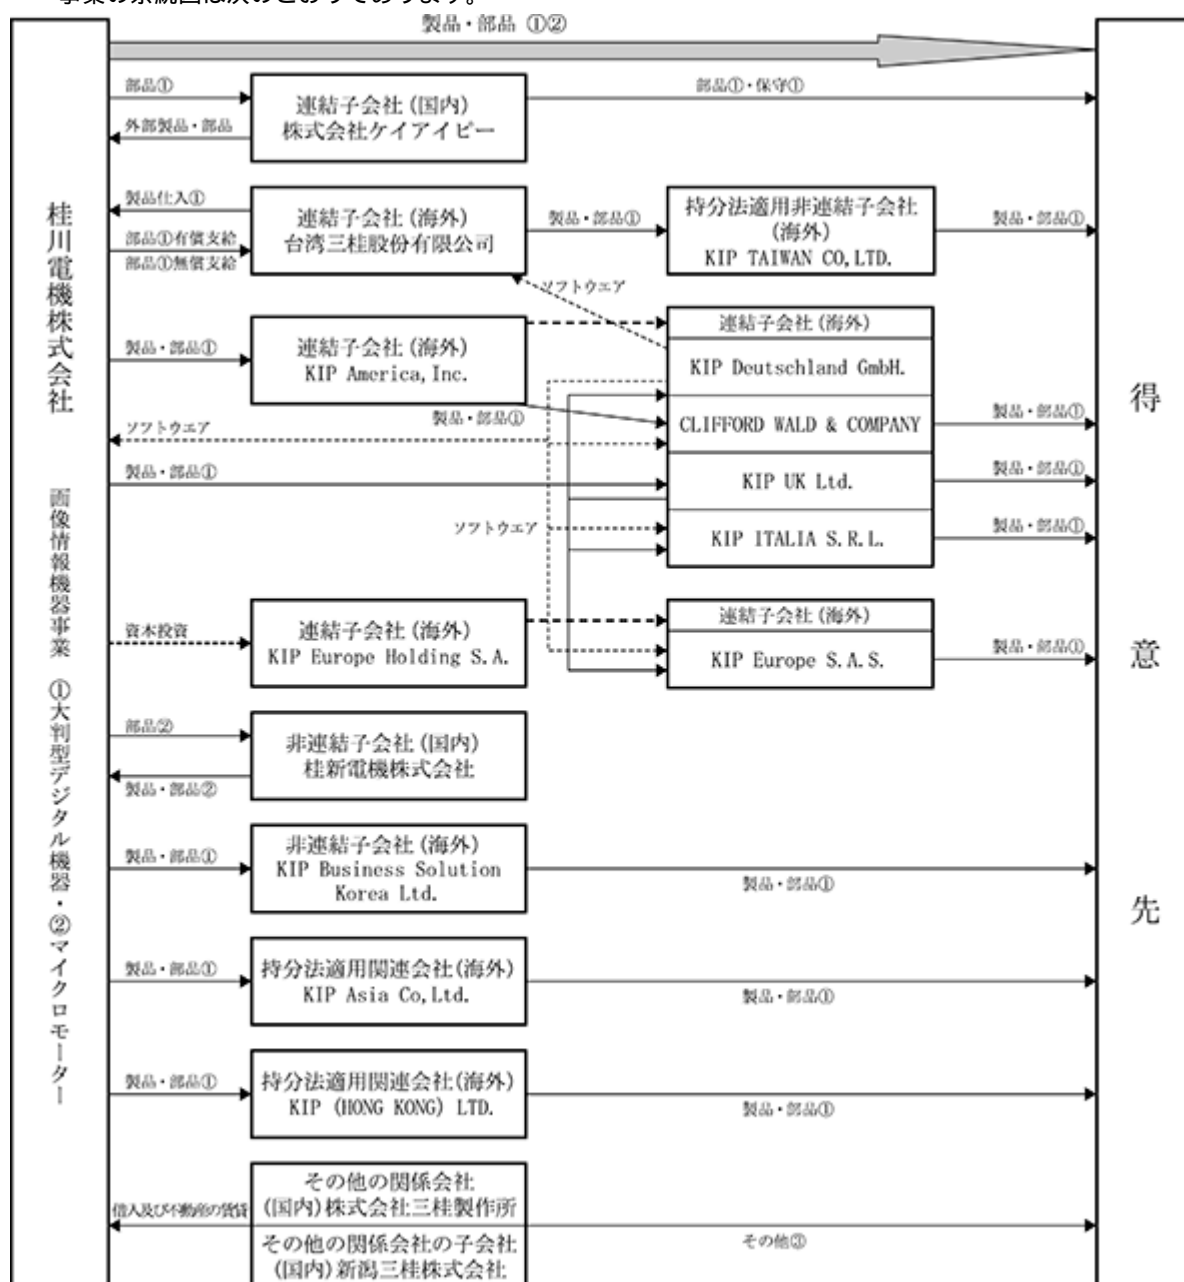 事業の系統図は次のとおりであります。
製品・部品 ①②
桂川電機株式会社
画像情報機器事業 ①大判型デジタル機器・②マイクロモーター
得意先
部品①
外部製品・部品
連結子会社(国内)
株式会社ケイアイピー
部品①・保守①
製品仕入①
部品①有償支給
部品①無償支給
連結子会社(海外)
台湾三桂股份有限公司
製品・部品①
持分法適用非連結子会社
(海外)
KIP TAIWAN CO,LTD.
製品・部品①
ソフトウエア
製品・部品①
連結子会社(海外)
KIP America,Inc.
製品・部品①
連結子会社(海外)
KIP Deutschland GmbH.
CLIFFORD WALD & COMPANY
製品・部品①
KIP UK Ltd.
製品・部品①
KIP ITALIA S.R.L.
製品・部品①
ソフトウエア
製品・部品①
ソフトウエア
資本投資
連結子会社(海外)
KIP Europe Holding S.A.
連結子会社(海外)
KIP Europe S.A.S.
製品・部品①
部品②
製品・部品②
非連結子会社(国内)
桂新電機株式会社
製品・部品①
非連結子会社(海外)
KIP Business Solution
Korea Ltd.
製品・部品①
製品・部品①
持分法適用関連会社(海外)
KIP Asia Co,Ltd.
製品・部品①
製品・部品①
持分法適用関連会社(海外)
KIP (HONG KONG) LTD.
製品・部品①
借入及び不動産の賃貸
その他の関係会社
(国内)株式会社三桂製作所
その他の関係会社の子会社
(国内)新潟三桂株式会社
その他③